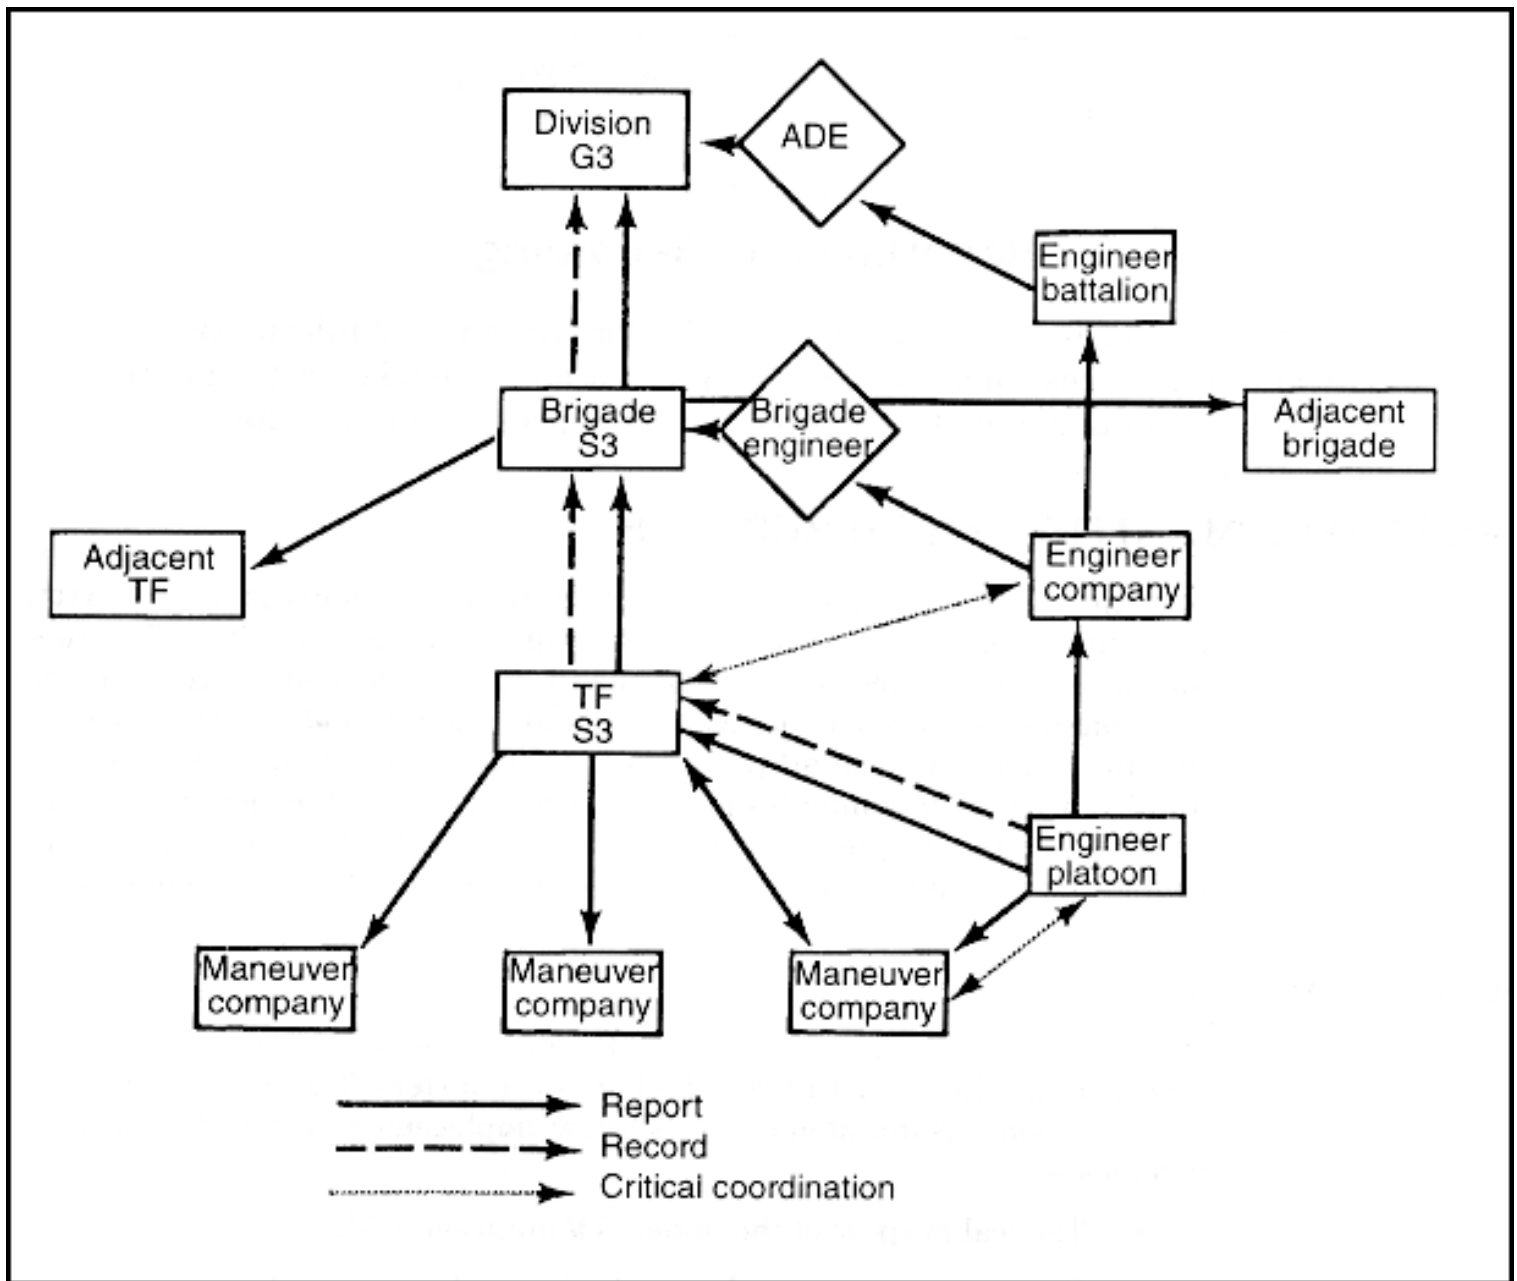 Division
G3
ADE
Engineer
battalion
Brigade
S3
Brigade
engineer
Adjacent
brigade
Adjacent
TF
Engineer
company
TF
S3
Engineer
platoon
Maneuver
company
Maneuver
company
Maneuver
company
Report
Record
Critical coordination